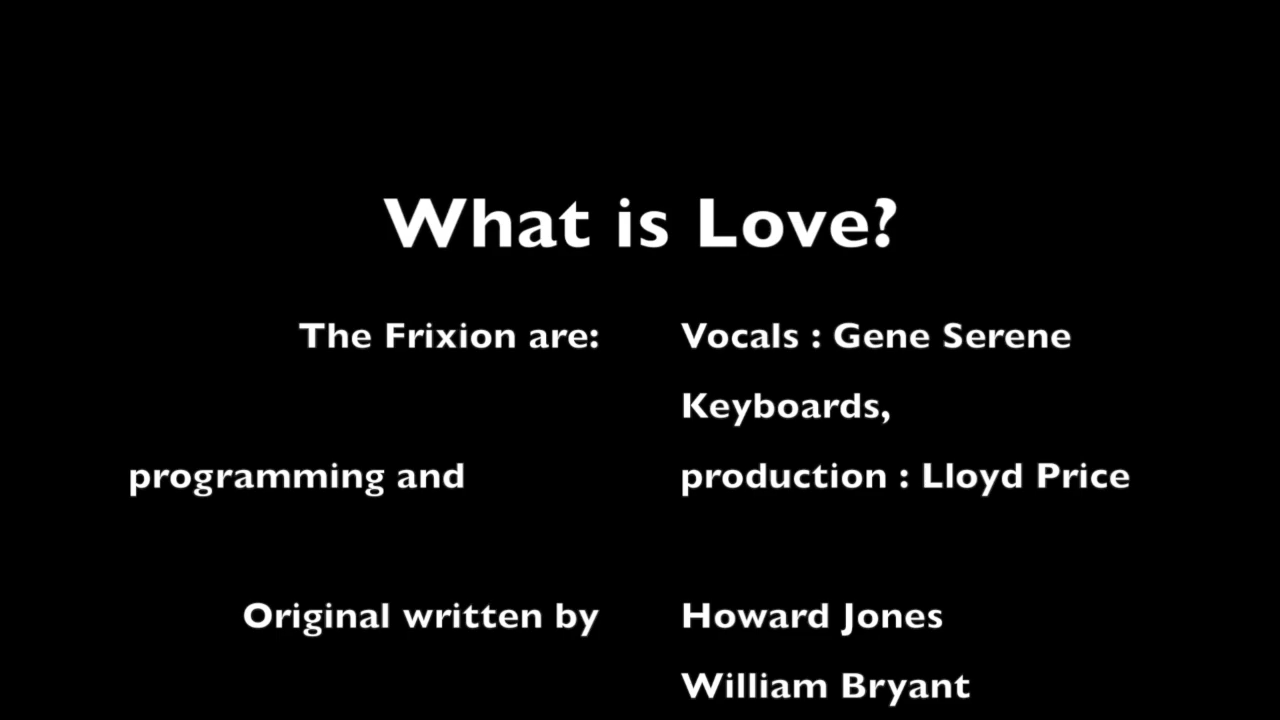 What is Love?
The Frixion are: Vocals : Gene Serene
Keyboards,
programming and production : Lloyd Price
Original written by Howard Jones
William Bryant